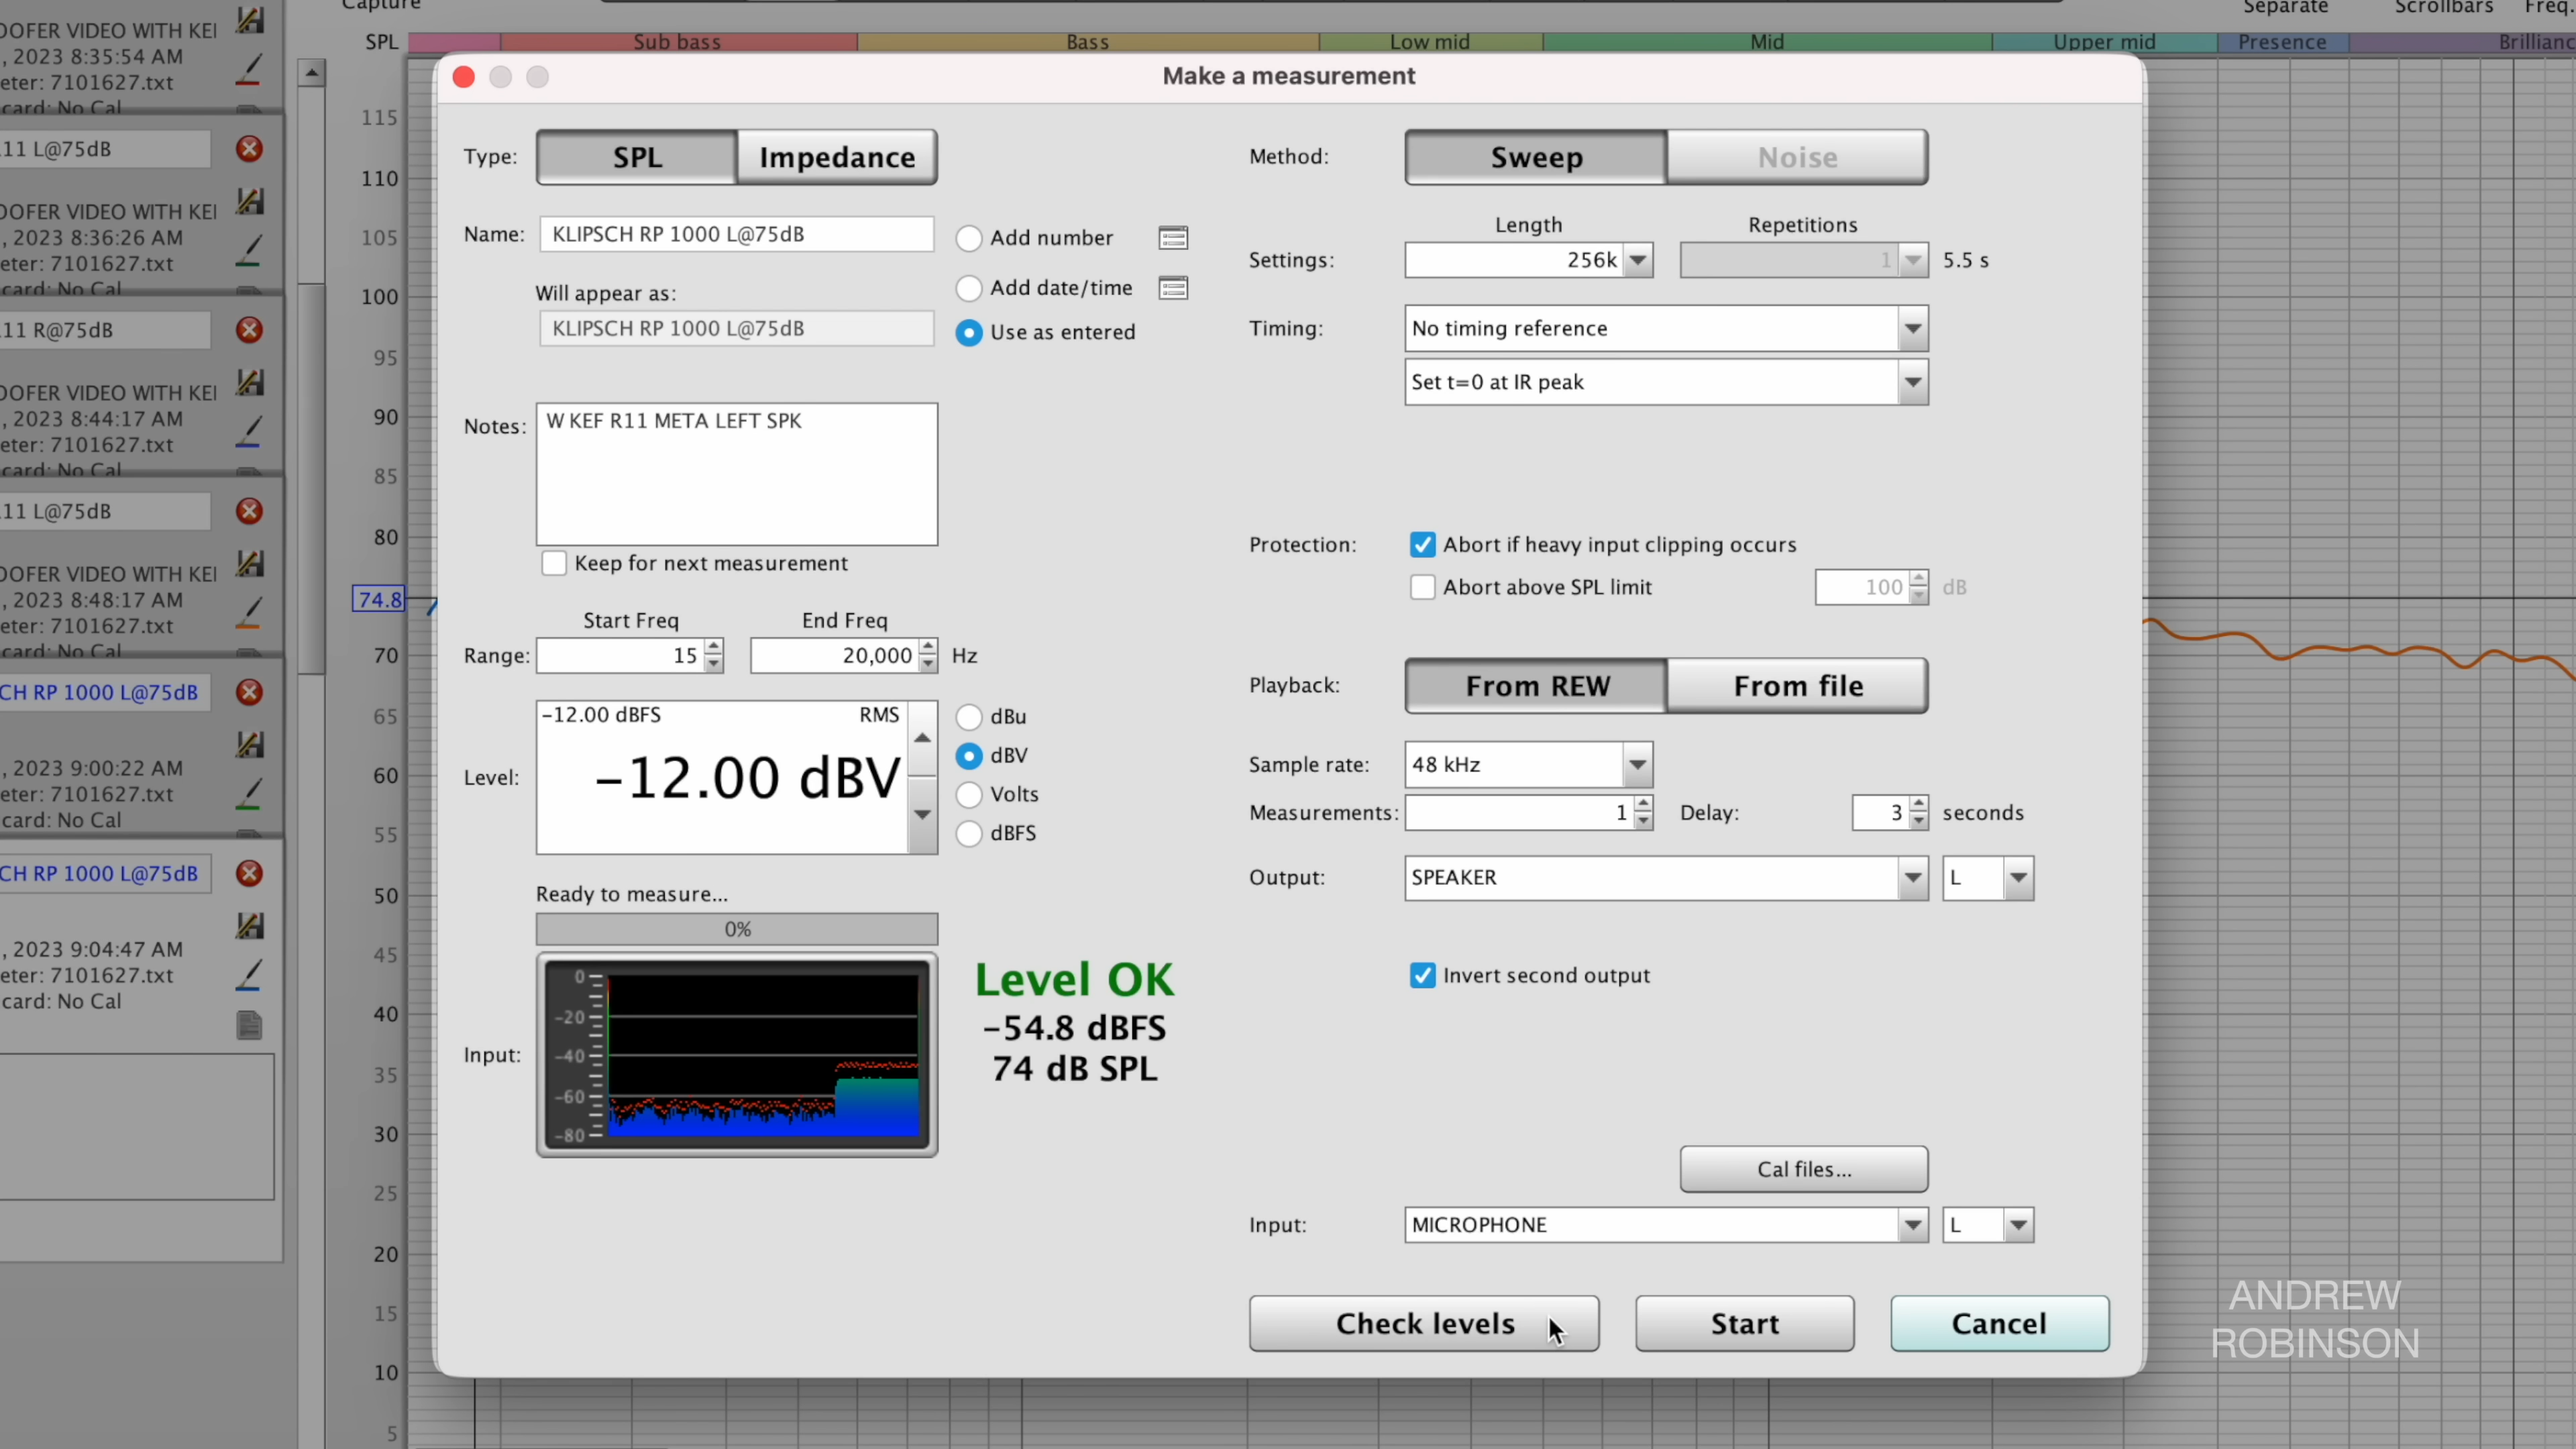 Capture
Separate
Scrollbars
Freq.
SPL
Sub bass
Bass
Low mid
Mid
Upper mid
Presence
Brillianc
OOFER VIDEO WITH KEI
, 2023 8:35:54 AM
eter: 7101627.txt
card: No Cal
11 L@75dB
OOFER VIDEO WITH KEI
, 2023 8:36:26 AM
eter: 7101627.txt
card: No Cal
11 R@75dB
OOFER VIDEO WITH KEI
, 2023 8:44:17 AM
eter: 7101627.txt
card: No Cal
11 L@75dB
OOFER VIDEO WITH KEI
, 2023 8:48:17 AM
eter: 7101627.txt
card: No Cal
CH RP 1000 L@75dB
, 2023 9:00:22 AM
eter: 7101627.txt
card: No Cal
CH RP 1000 L@75dB
, 2023 9:04:47 AM
eter: 7101627.txt
card: No Cal
115
110
105
100
95
90
85
80
74.8
70
65
60
55
50
45
40
35
30
25
20
15
10
5
Make a measurement
Type:
SPL
Impedance
Name:
KLIPSCH RP 1000 L@75dB
Add number
Add date/time
Use as entered
Will appear as:
KLIPSCH RP 1000 L@75dB
Notes:
W KEF R11 META LEFT SPK
Keep for next measurement
Start Freq
End Freq
Range:
15
20,000
Hz
Level:
-12.00 dBFS
RMS
-12.00 dBV
dBu
dBV
Volts
dBFS
Ready to measure...
0%
Input:
0
-20
-40
-60
-80
Level OK
-54.8 dBFS
74 dB SPL
Method:
Sweep
Noise
Length
Repetitions
Settings:
256k
1
5.5 s
Timing:
No timing reference
Set t=0 at IR peak
Protection:
Abort if heavy input clipping occurs
Abort above SPL limit
100
dB
Playback:
From REW
From file
Sample rate:
48 kHz
Measurements:
1
Delay:
3
seconds
Output:
SPEAKER
L
Invert second output
Cal files...
Input:
MICROPHONE
L
Check levels
Start
Cancel
ANDREW
ROBINSON